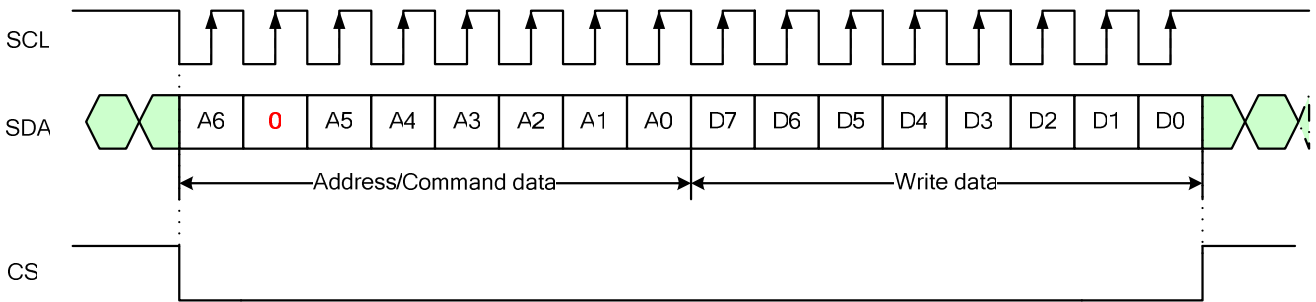 SCL
SDA A6 0 A5 A4 A3 A2 A1 A0 D7 D6 D5 D4 D3 D2 D1 D0
Address/Command data Write data
CS